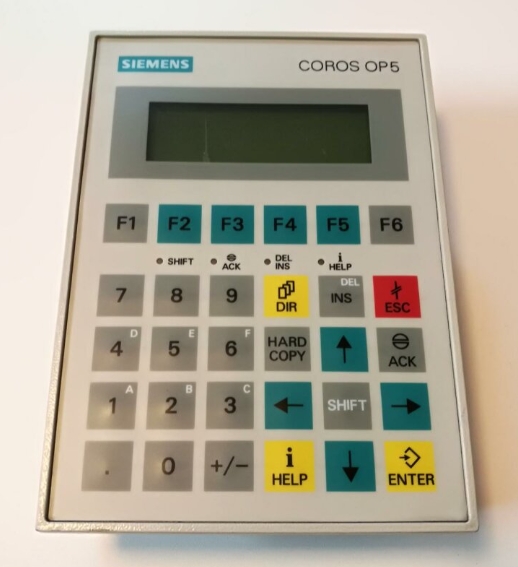 SIEMENS COROS OP5
F1 F2 F3 F4 F5 F6
SHIFT ACK DEL INS i HELP
7 8 9 DIR DEL INS ESC
4 D 5 E 6 F HARD COPY ↑ ACK
1 A 2 B 3 C ← SHIFT →
. 0 +/− i HELP ↓ ENTER